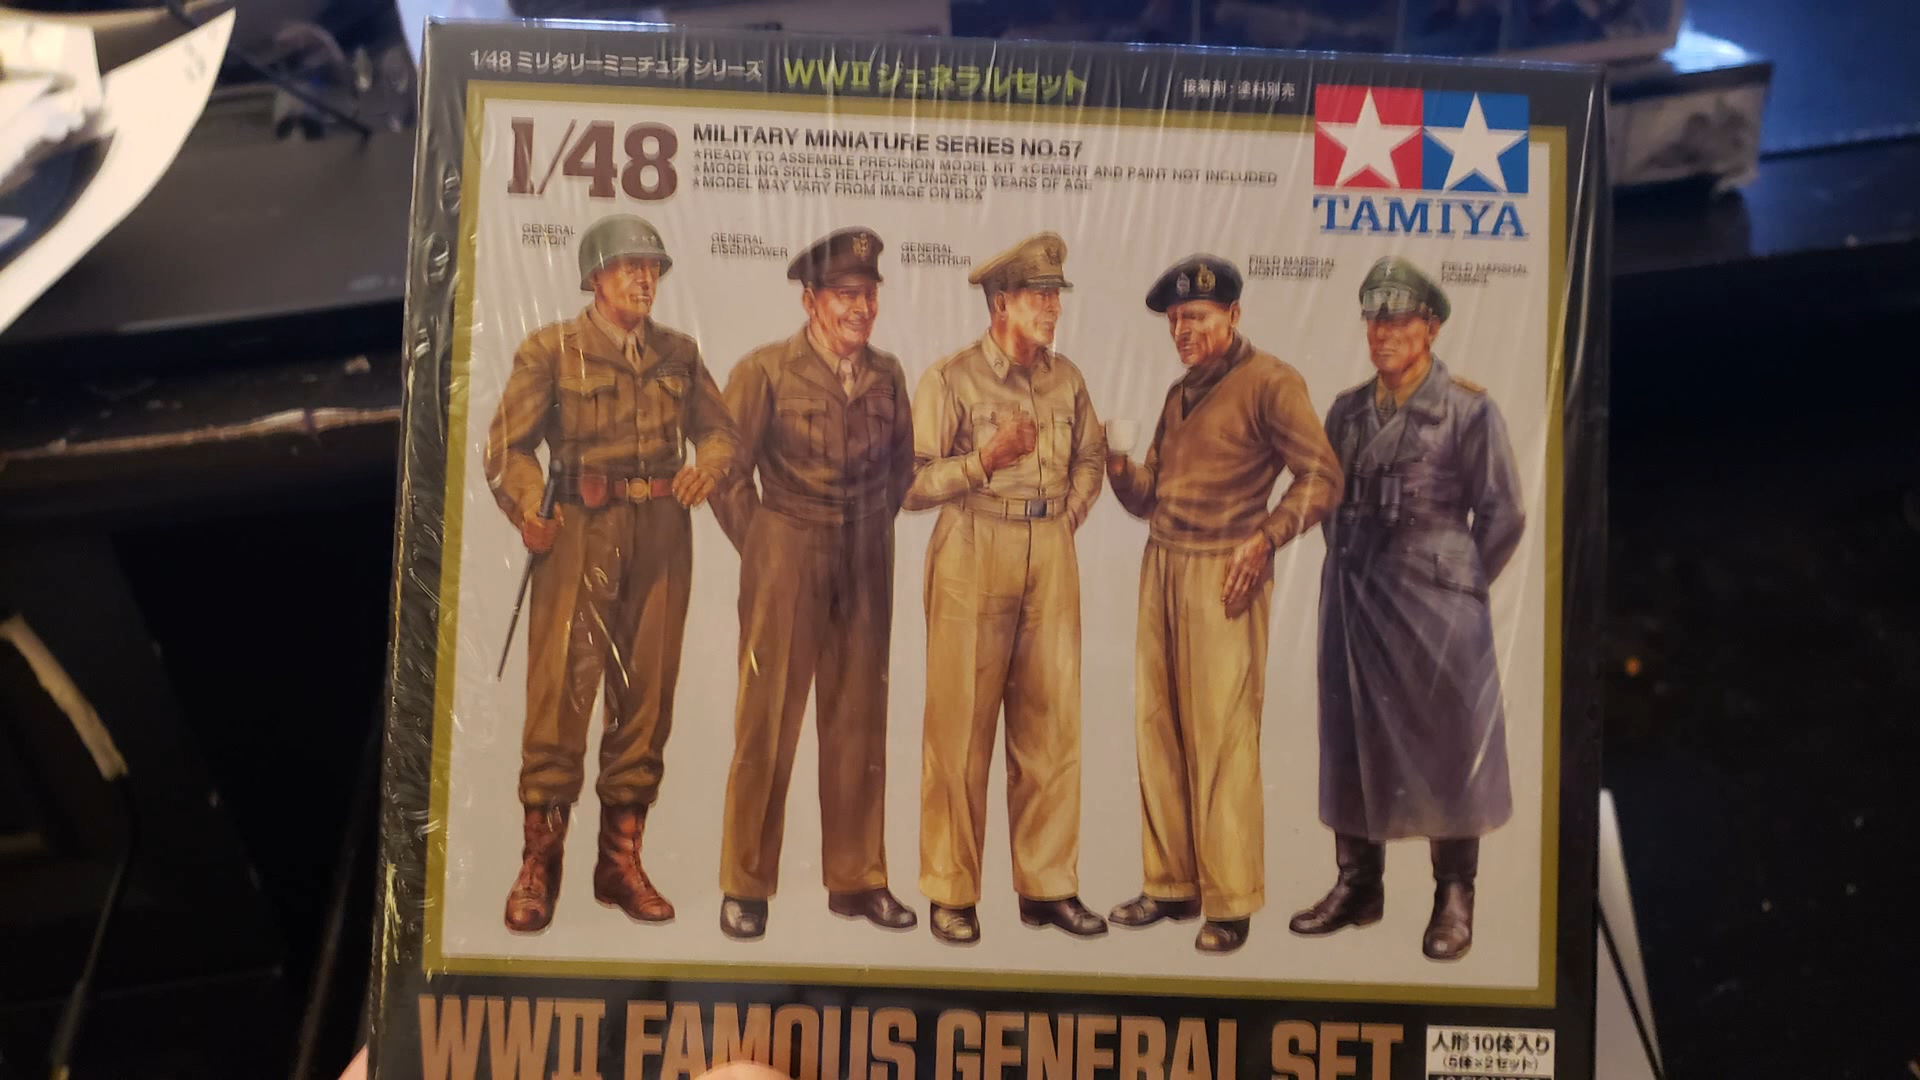 1/48 ミリタリーミニチュアシリーズ WWII ジェネラルセット 接着剤・塗料別売
1/48
MILITARY MINIATURE SERIES NO.57
★READY TO ASSEMBLE PRECISION MODEL KIT ★CEMENT AND PAINT NOT INCLUDED
★MODELING SKILLS HELPFUL IF UNDER 10 YEARS OF AGE
★MODEL MAY VARY FROM IMAGE ON BOX
TAMIYA
GENERAL
PATTON
GENERAL
EISENHOWER
GENERAL
MACARTHUR
FIELD MARSHAL
MONTGOMERY
FIELD MARSHAL
ROMMEL
WWII FAMOUS GENERAL SET
人形10体入り
(5体×2セット)